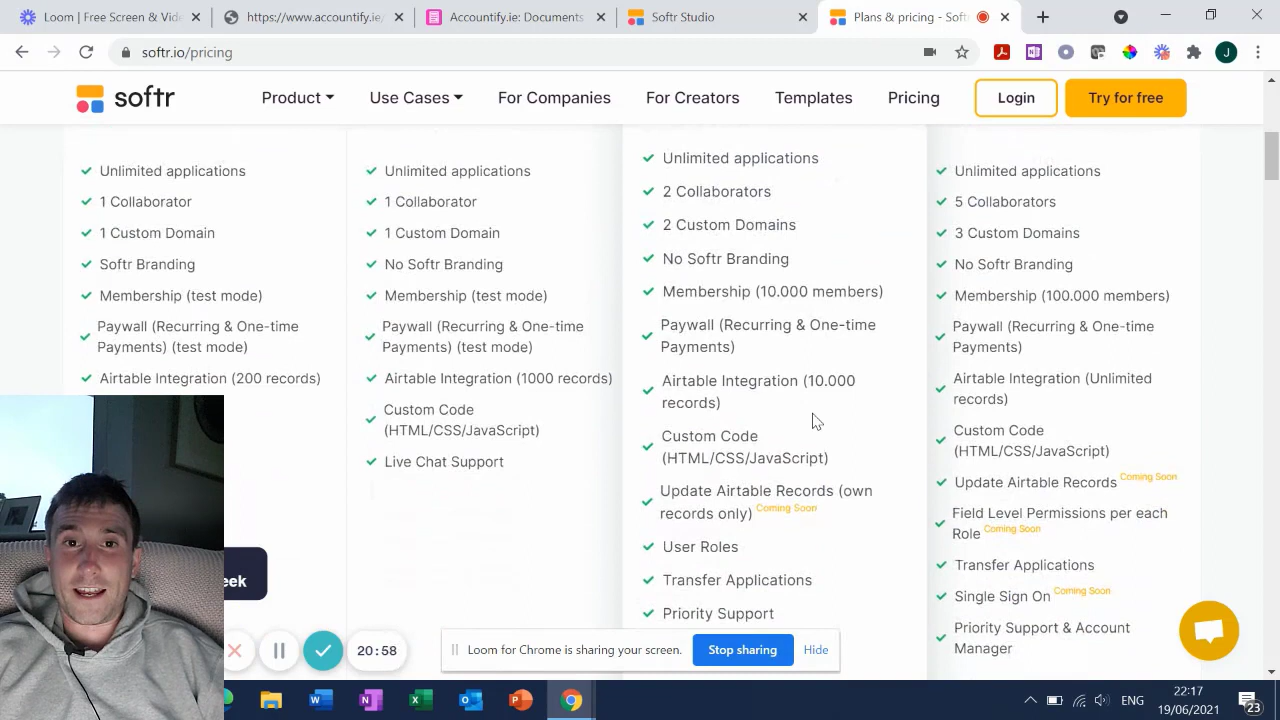 Loom | Free Screen & Video
https://www.accountify.ie/
Accountify.ie: Documents
Softr Studio
Plans & pricing - Soft
softr.io/pricing
J
softr
Product
Use Cases
For Companies
For Creators
Templates
Pricing
Login
Try for free
Unlimited applications
1 Collaborator
1 Custom Domain
Softr Branding
Membership (test mode)
Paywall (Recurring & One-time
Payments) (test mode)
Airtable Integration (200 records)
Unlimited applications
1 Collaborator
1 Custom Domain
No Softr Branding
Membership (test mode)
Paywall (Recurring & One-time
Payments) (test mode)
Airtable Integration (1000 records)
Custom Code
(HTML/CSS/JavaScript)
Live Chat Support
Unlimited applications
2 Collaborators
2 Custom Domains
No Softr Branding
Membership (10.000 members)
Paywall (Recurring & One-time
Payments)
Airtable Integration (10.000
records)
Custom Code
(HTML/CSS/JavaScript)
Update Airtable Records (own
records only) Coming Soon
User Roles
Transfer Applications
Priority Support
Unlimited applications
5 Collaborators
3 Custom Domains
No Softr Branding
Membership (100.000 members)
Paywall (Recurring & One-time
Payments)
Airtable Integration (Unlimited
records)
Custom Code
(HTML/CSS/JavaScript)
Update Airtable Records Coming Soon
Field Level Permissions per each
Role Coming Soon
Transfer Applications
Single Sign On Coming Soon
Priority Support & Account
Manager
eek
20:58
Loom for Chrome is sharing your screen.
Stop sharing
Hide
ENG
22:17
19/06/2021
23